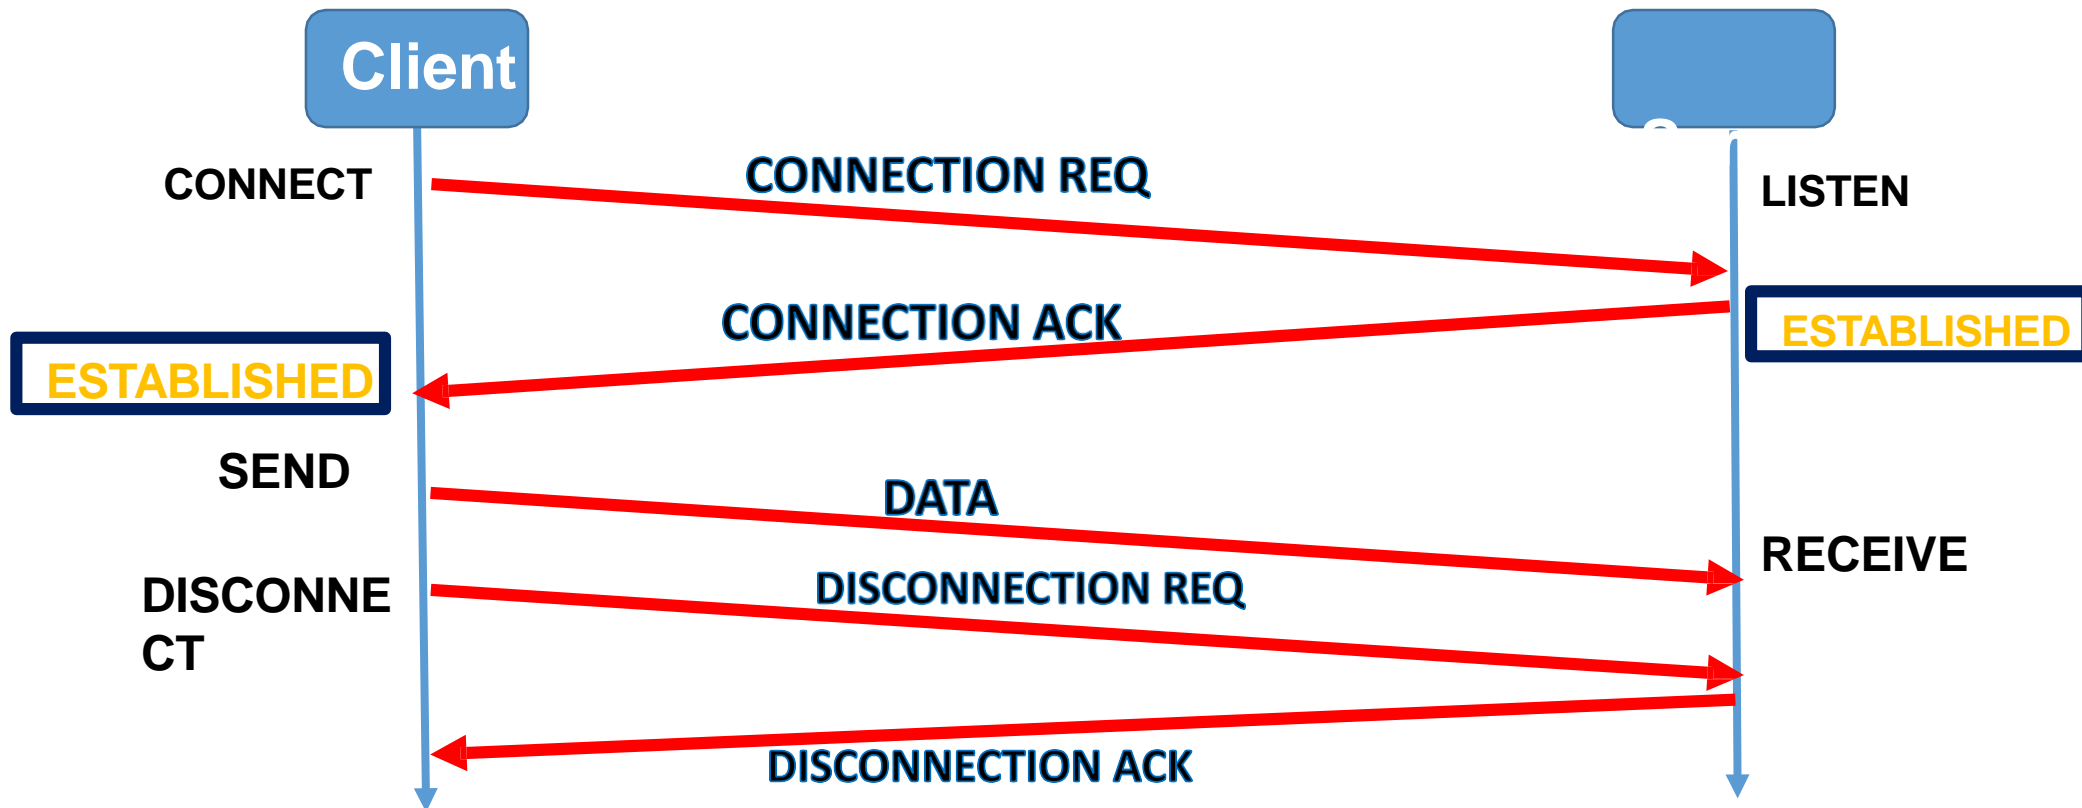 Client
CONNECT
CONNECTION REQ
LISTEN
CONNECTION ACK
ESTABLISHED
ESTABLISHED
SEND
DATA
RECEIVE
DISCONNE
CT
DISCONNECTION REQ
DISCONNECTION ACK